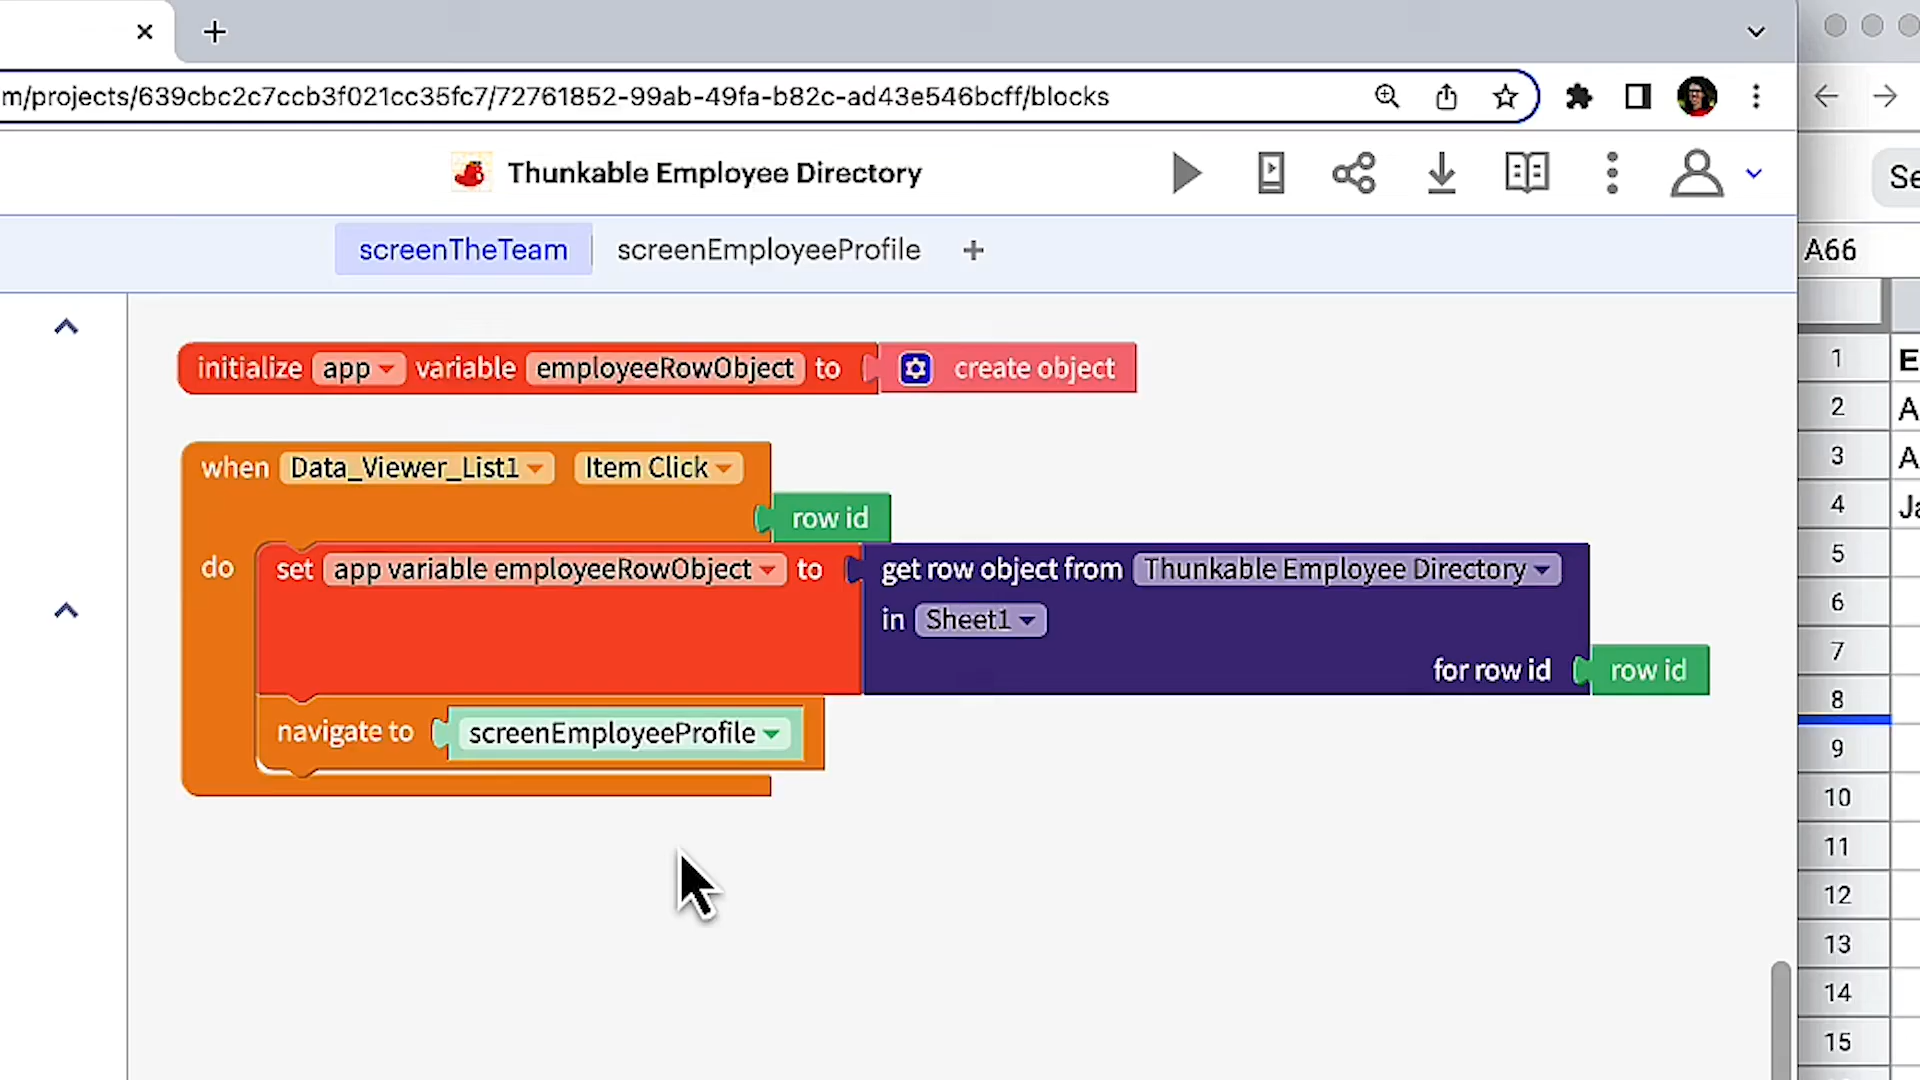 m/projects/639cbc2c7ccb3f021cc35fc7/72761852-99ab-49fa-b82c-ad43e546bcff/blocks
Thunkable Employee Directory
screenTheTeam
screenEmployeeProfile
initialize app variable employeeRowObject to create object
when Data_Viewer_List1 Item Click
row id
do set app variable employeeRowObject to get row object from Thunkable Employee Directory
in Sheet1
for row id row id
navigate to screenEmployeeProfile
A66
1
2
3
4
5
6
7
8
9
10
11
12
13
14
15